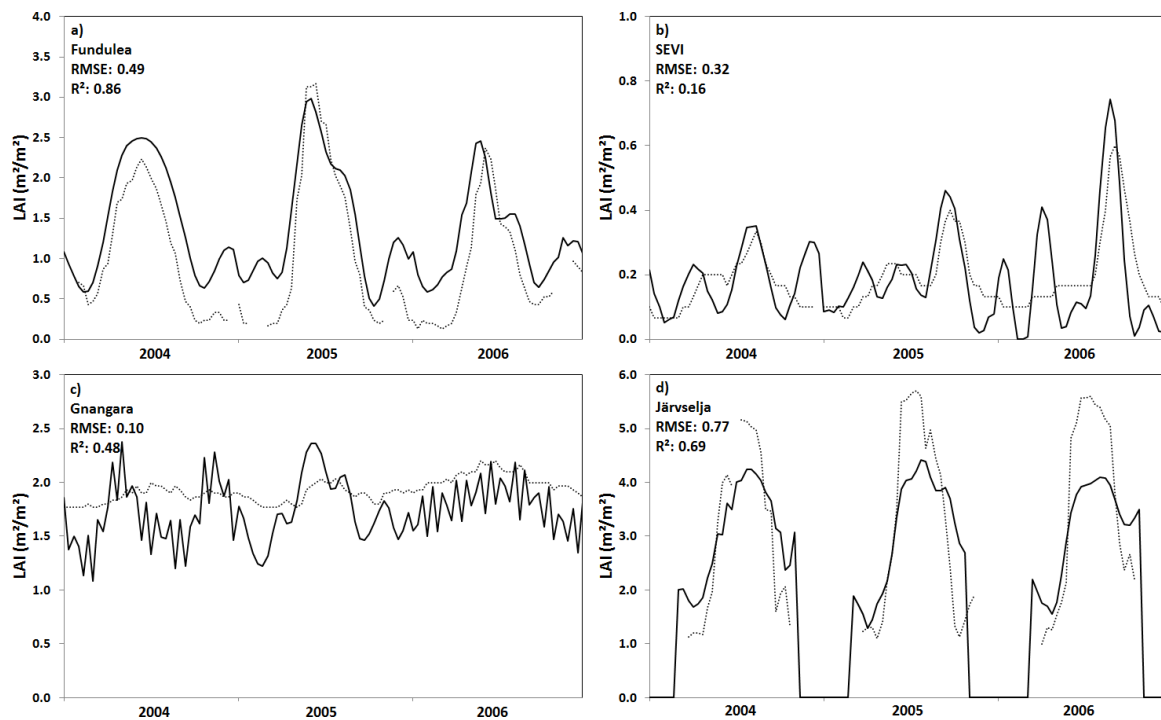 a)
Fundulea
RMSE: 0.49
R²: 0.86
LAI (m²/m²)
4.0
3.5
3.0
2.5
2.0
1.5
1.0
0.5
0.0
2004 2005 2006
b)
SEVI
RMSE: 0.32
R²: 0.16
LAI (m²/m²)
1.0
0.8
0.6
0.4
0.2
0.0
2004 2005 2006
c)
Gnangara
RMSE: 0.10
R²: 0.48
LAI (m²/m²)
3.0
2.5
2.0
1.5
1.0
0.5
0.0
2004 2005 2006
d)
Järvselja
RMSE: 0.77
R²: 0.69
LAI (m²/m²)
6.0
5.0
4.0
3.0
2.0
1.0
0.0
2004 2005 2006